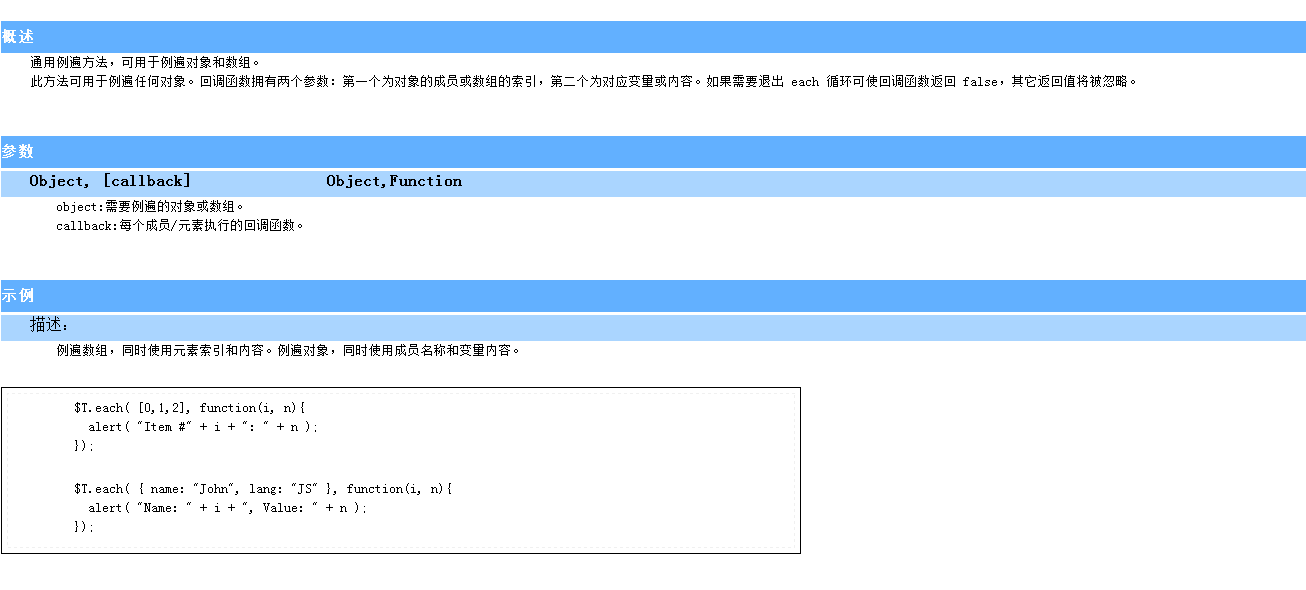 概述
通用例遍方法，可用于例遍对象和数组。
此方法可用于例遍任何对象。回调函数拥有两个参数：第一个为对象的成员或数组的索引，第二个为对应变量或内容。如果需要退出 each 循环可使回调函数返回 false，其它返回值将被忽略。
参数
Object, [callback] Object,Function
object:需要例遍的对象或数组。
callback:每个成员/元素执行的回调函数。
示例
描述：
例遍数组，同时使用元素索引和内容。例遍对象，同时使用成员名称和变量内容。
$T.each( [0,1,2], function(i, n){
alert( "Item #" + i + ": " + n );
});
$T.each( { name: "John", lang: "JS" }, function(i, n){
alert( "Name: " + i + ", Value: " + n );
});